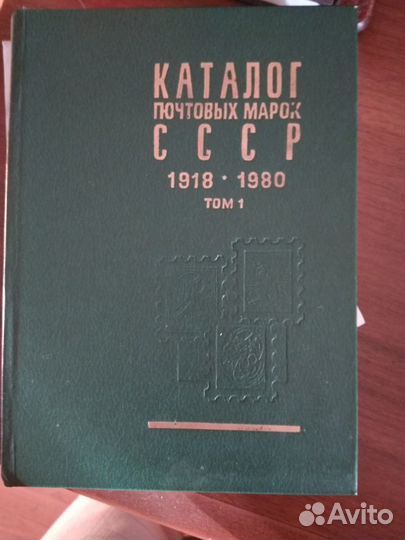 КАТАЛОГ
ПОЧТОВЫХ МАРОК
СССР
1918 · 1980
ТОМ 1
Avito